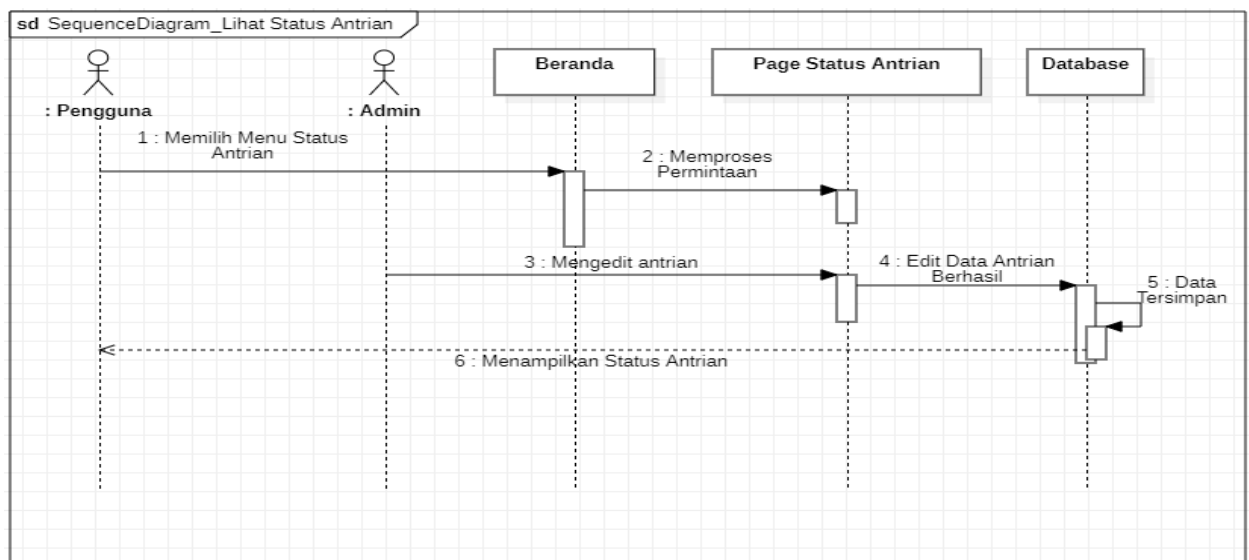 sd SequenceDiagram_Lihat Status Antrian
: Pengguna
: Admin
Beranda
Page Status Antrian
Database
1 : Memilih Menu Status
Antrian
2 : Memproses
Permintaan
3 : Mengedit antrian
4 : Edit Data Antrian
Berhasil
5 : Data
Tersimpan
6 : Menampilkan Status Antrian